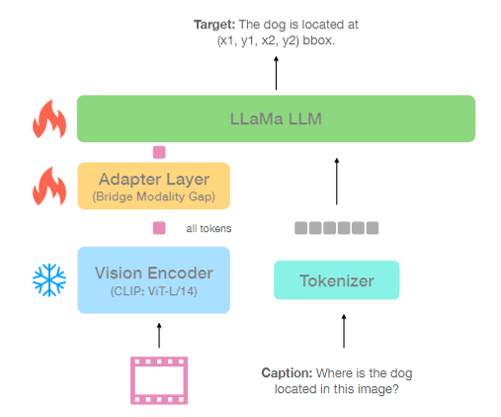 Target: The dog is located at
(x1, y1, x2, y2) bbox.
LLaMa LLM
Adapter Layer
(Bridge Modality Gap)
all tokens
Vision Encoder
(CLIP: ViT-L/14)
Tokenizer
Caption: Where is the dog
located in this image?